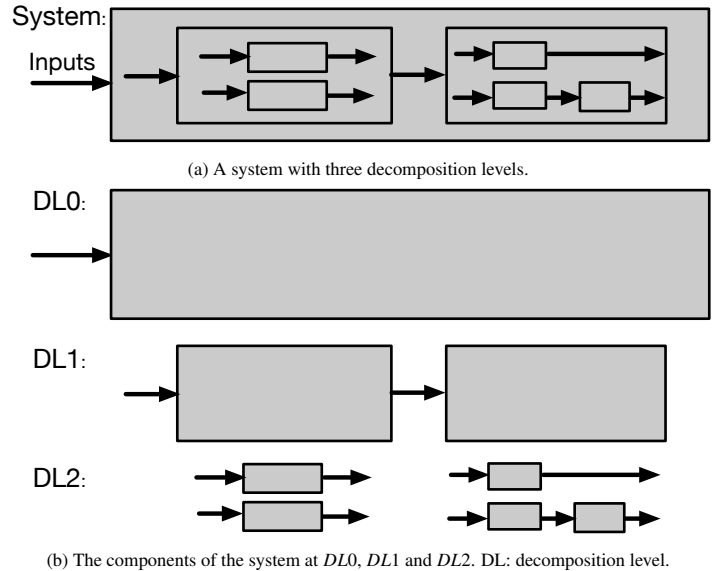 System:
Inputs
(a) A system with three decomposition levels.
DL0:
DL1:
DL2:
(b) The components of the system at DL0, DL1 and DL2. DL: decomposition level.